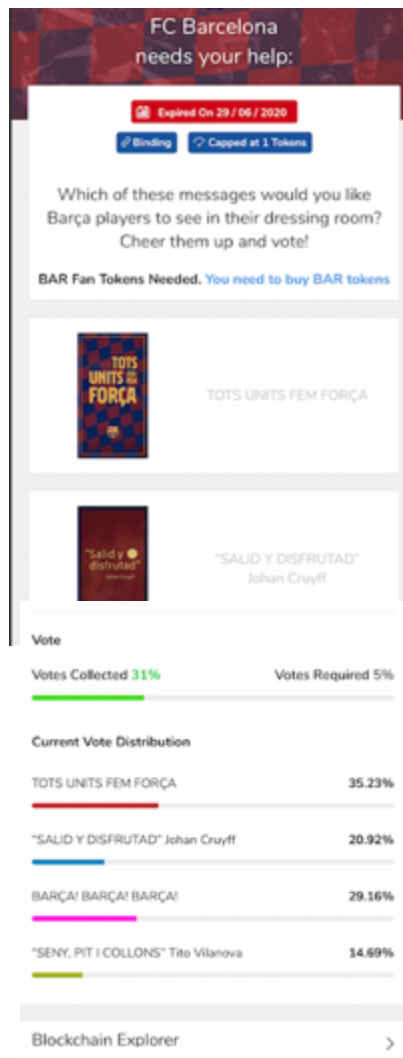 FC Barcelona
needs your help:
Expired On 29 / 06 / 2020
Binding
Capped at 1 Tokens
Which of these messages would you like
Barça players to see in their dressing room?
Cheer them up and vote!
BAR Fan Tokens Needed. You need to buy BAR tokens
TOTS
UNITS
FORÇA
TOTS UNITS FEM FORÇA
"Salid y
disfrutad"
Johan Cruyff
"SALID Y DISFRUTAD"
Johan Cruyff
Vote
Votes Collected 31%
Votes Required 5%
Current Vote Distribution
TOTS UNITS FEM FORÇA
35.23%
"SALID Y DISFRUTAD" Johan Cruyff
20.92%
BARÇA! BARÇA! BARÇA!
29.16%
"SENY, PIT I COLLONS" Tito Vilanova
14.69%
Blockchain Explorer